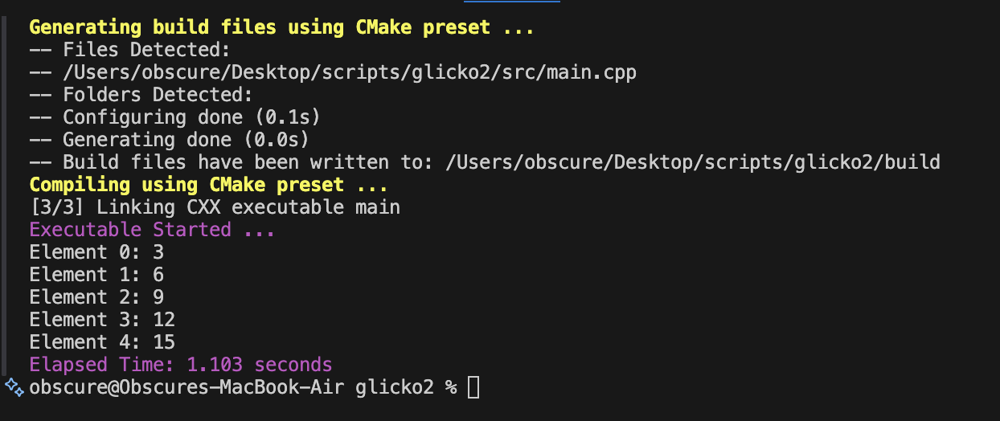 Generating build files using CMake preset ...
-- Files Detected:
-- /Users/obscure/Desktop/scripts/glicko2/src/main.cpp
-- Folders Detected:
-- Configuring done (0.1s)
-- Generating done (0.0s)
-- Build files have been written to: /Users/obscure/Desktop/scripts/glicko2/build
Compiling using CMake preset ...
[3/3] Linking CXX executable main
Executable Started ...
Element 0: 3
Element 1: 6
Element 2: 9
Element 3: 12
Element 4: 15
Elapsed Time: 1.103 seconds
obscure@Obscures-MacBook-Air glicko2 %